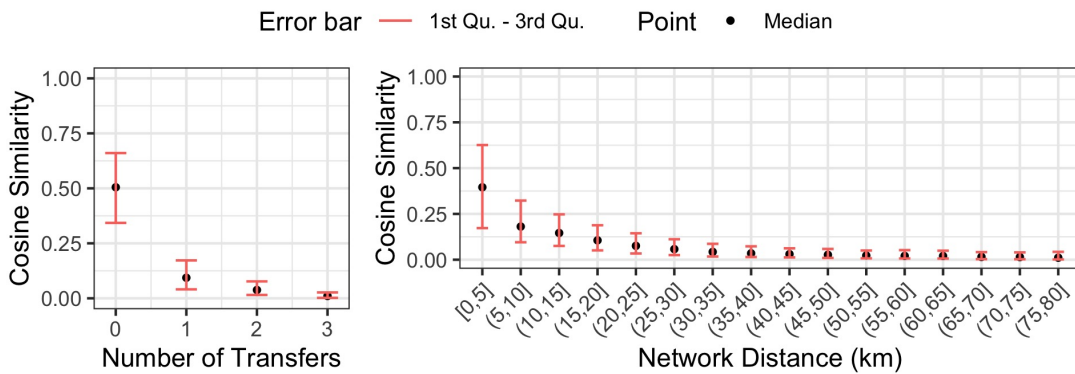 Error bar 1st Qu. - 3rd Qu. Point Median
Cosine Similarity
1.00
0.75
0.50
0.25
0.00
0 1 2 3
Number of Transfers
Cosine Similarity
1.00
0.75
0.50
0.25
0.00
[0,5] (5,10] (10,15] (15,20] (20,25] (25,30] (30,35] (35,40] (40,45] (45,50] (50,55] (55,60] (60,65] (65,70] (70,75] (75,80]
Network Distance (km)